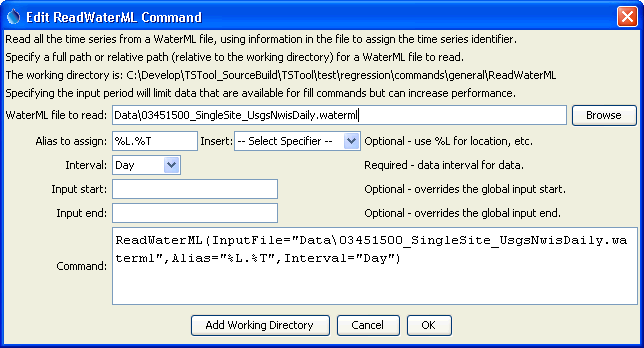 Edit ReadWaterML Command
Read all the time series from a WaterML file, using information in the file to assign the time series identifier.
Specify a full path or relative path (relative to the working directory) for a WaterML file to read.
The working directory is: C:\Develop\TSTool_SourceBuild\TSTool\test\regression\commands\general\ReadWaterML
Specifying the input period will limit data that are available for fill commands but can increase performance.
WaterML file to read: Data\03451500_SingleSite_UsgsNwisDaily.waterml Browse
Alias to assign: %L.%T Insert: -- Select Specifier -- Optional - use %L for location, etc.
Interval: Day Required - data interval for data.
Input start: Optional - overrides the global input start.
Input end: Optional - overrides the global input end.
Command: ReadWaterML(InputFile="Data\03451500_SingleSite_UsgsNwisDaily.wa
terml",Alias="%L.%T",Interval="Day")
Add Working Directory Cancel OK